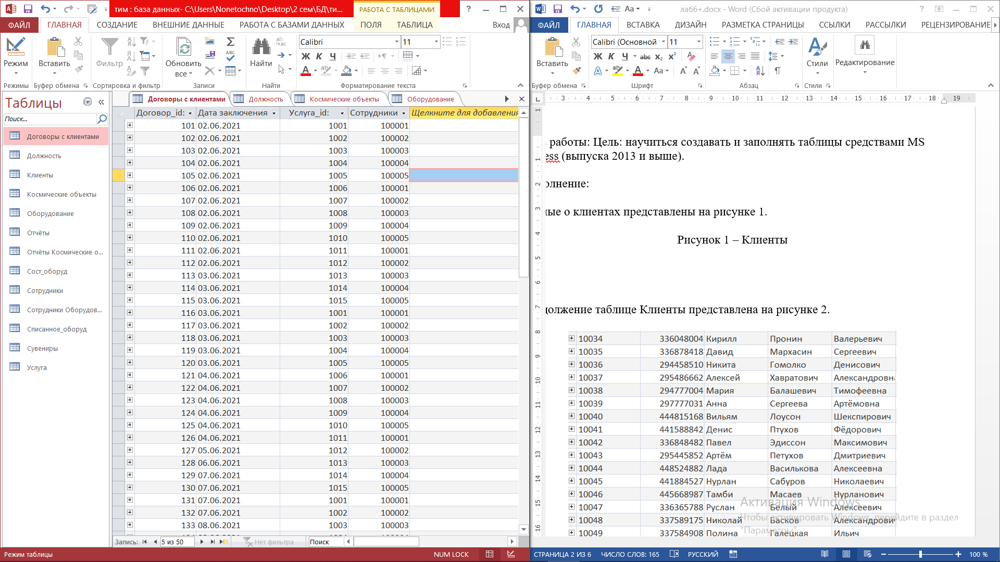 тим : база данных- C:\Users\Nonetochno\Desktop\2 сем\БД\ти...
РАБОТА С ТАБЛИЦАМИ
ФАЙЛ ГЛАВНАЯ СОЗДАНИЕ ВНЕШНИЕ ДАННЫЕ РАБОТА С БАЗАМИ ДАННЫХ ПОЛЯ ТАБЛИЦА Вход
Режим
Вставить
Фильтр
Обновить все
Найти
Calibri 11
Ж К Ч
Режимы Буфер обмена Сортировка и фильтр Записи Найти Форматирование текста
Таблицы
Поиск...
Договоры с клиентами
Должность
Клиенты
Космические объекты
Оборудование
Отчёты
Отчёты Космические о...
Сост_оборуд
Сотрудники
Сотрудники Оборудов...
Списанное_оборуд
Сувениры
Услуга
Договоры с клиентами Должность Космические объекты Оборудование
Договор_id: Дата заключения Услуга_id: Сотрудники Щелкните для добавления
101 02.06.2021 1001 100001
102 02.06.2021 1002 100002
103 02.06.2021 1003 100003
104 02.06.2021 1004 100004
105 02.06.2021 1005 100005
106 02.06.2021 1006 100001
107 02.06.2021 1007 100002
108 02.06.2021 1008 100003
109 02.06.2021 1009 100004
110 02.06.2021 1010 100005
111 02.06.2021 1011 100001
112 02.06.2021 1012 100002
113 03.06.2021 1013 100003
114 03.06.2021 1014 100004
115 03.06.2021 1015 100005
116 03.06.2021 1001 100001
117 03.06.2021 1002 100002
118 03.06.2021 1003 100003
119 03.06.2021 1004 100004
120 03.06.2021 1005 100005
121 04.06.2021 1006 100001
122 04.06.2021 1007 100002
123 04.06.2021 1008 100003
124 04.06.2021 1009 100004
125 04.06.2021 1010 100005
126 04.06.2021 1011 100001
127 05.06.2021 1012 100002
128 06.06.2021 1013 100003
129 07.06.2021 1014 100004
130 07.06.2021 1015 100005
131 07.06.2021 1001 100001
132 07.06.2021 1002 100002
133 08.06.2021 1003 100003
Запись: 5 из 50 Нет фильтра Поиск
Режим таблицы NUM LOCK
лаб6+.docx - Word (Сбой активации продукта)
ФАЙЛ ГЛАВНАЯ ВСТАВКА ДИЗАЙН РАЗМЕТКА СТРАНИЦЫ ССЫЛКИ РАССЫЛКИ РЕЦЕНЗИРОВАНИЕ
Вставить
Calibri (Основной 11
Ж К Ч abc x₂ x²
Стили
Редактирование
Буфер обмена Шрифт Абзац Стили
3 4 5 6 7 8 9 10 11 12 13 14 15 16 17 18 19
работы: Цель: научиться создавать и заполнять таблицы средствами MS
ess (выпуска 2013 и выше).
олнение:
ные о клиентах представлены на рисунке 1.
Рисунок 1 – Клиенты
должение таблице Клиенты представлена на рисунке 2.
10034 336048004 Кирилл Пронин Валерьевич
10035 336878418 Давид Мархасин Сергеевич
10036 294458510 Никита Гомолко Денисович
10037 295486662 Алексей Хавратович Александровна
10038 294777004 Мария Балашевич Тимофеевна
10039 297777031 Анна Сергеева Артёмовна
10040 444815168 Вильям Лоусон Шекспирович
10041 441588842 Денис Птухов Фёдорович
10042 336848482 Павел Эдиссон Максимович
10043 295445852 Артём Петухов Дмитриевич
10044 448524882 Лада Василькова Алексеевна
10045 441884527 Нурлан Сабуров Николаевич
10046 445668987 Тамби Масаев Нурланович
10047 336365788 Руслан Белый Алексеевич
10048 337589175 Николай Васков Александрови
10049 337584908 Полина Галецкая Ильич
Активация Windows
Чтобы активировать Windows, перейдите в раздел
"Параметры".
СТРАНИЦА 2 ИЗ 6 ЧИСЛО СЛОВ: 165 РУССКИЙ 100 %